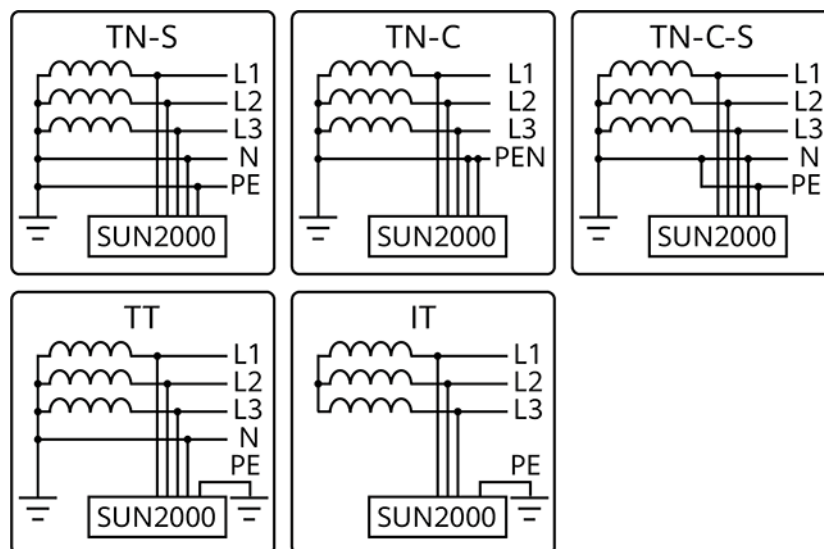 TN-S
L1
L2
L3
N
PE
SUN2000
TN-C
L1
L2
L3
PEN
SUN2000
TN-C-S
L1
L2
L3
N
PE
SUN2000
TT
L1
L2
L3
N
PE
SUN2000
IT
L1
L2
L3
PE
SUN2000